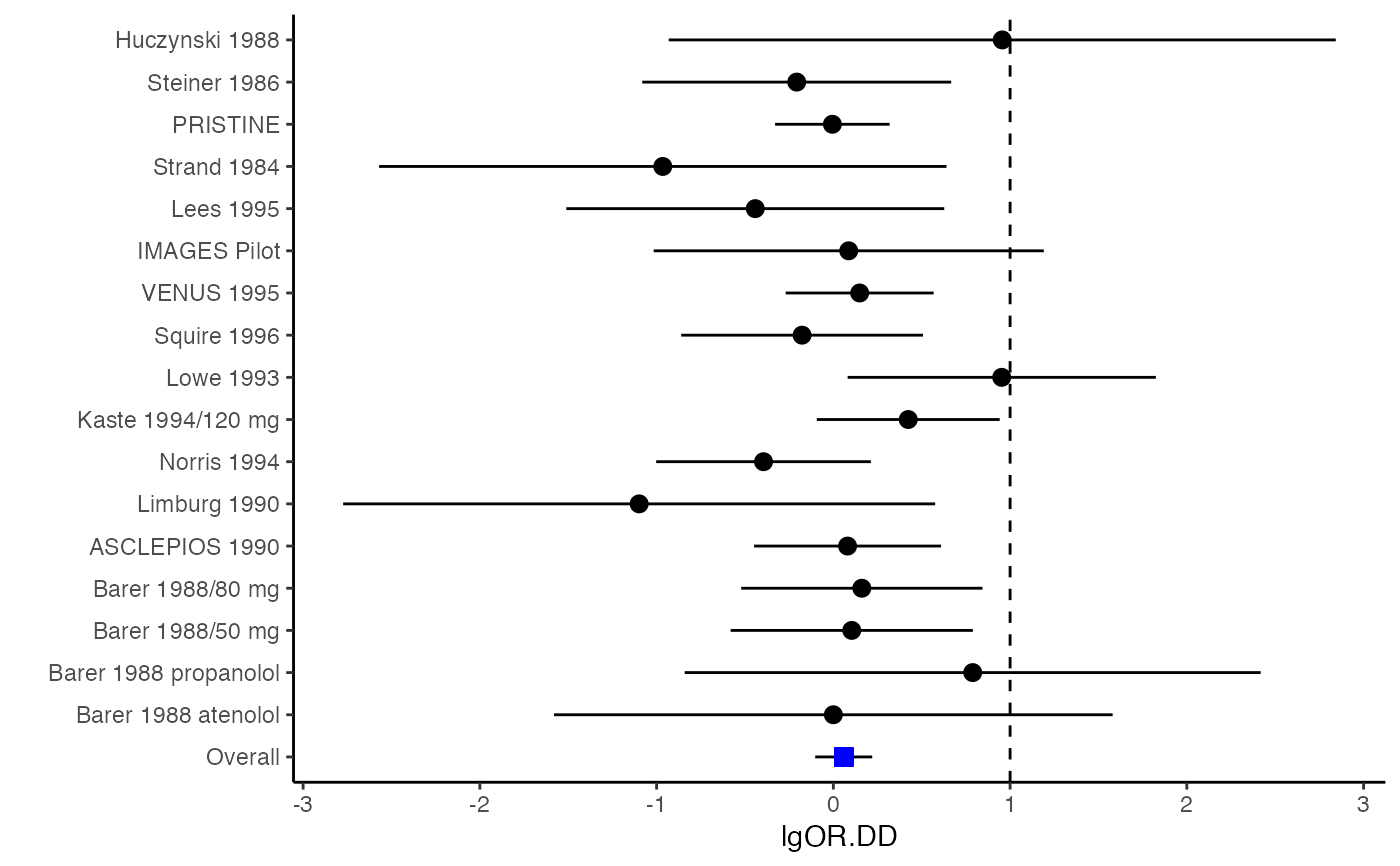 Huczynski 1988
Steiner 1986
PRISTINE
Strand 1984
Lees 1995
IMAGES Pilot
VENUS 1995
Squire 1996
Lowe 1993
Kaste 1994/120 mg
Norris 1994
Limburg 1990
ASCLEPIOS 1990
Barer 1988/80 mg
Barer 1988/50 mg
Barer 1988 propanolol
Barer 1988 atenolol
Overall
-3 -2 -1 0 1 2 3
lgOR.DD